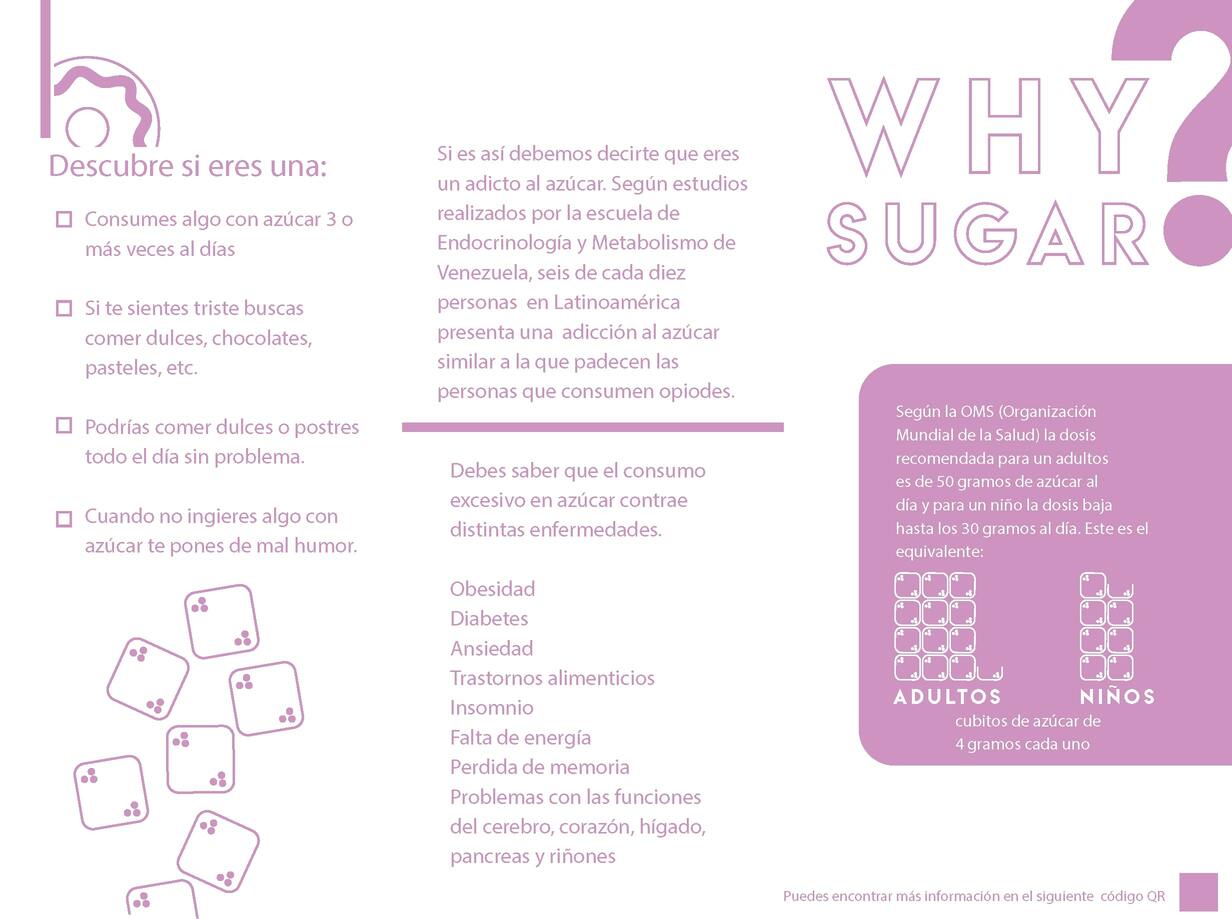 Descubre si eres una:
Consumes algo con azúcar 3 o
más veces al días
Si te sientes triste buscas
comer dulces, chocolates,
pasteles, etc.
Podrías comer dulces o postres
todo el día sin problema.
Cuando no ingieres algo con
azúcar te pones de mal humor.
Si es así debemos decirte que eres
un adicto al azúcar. Según estudios
realizados por la escuela de
Endocrinología y Metabolismo de
Venezuela, seis de cada diez
personas en Latinoamérica
presenta una adicción al azúcar
similar a la que padecen las
personas que consumen opiodes.
Debes saber que el consumo
excesivo en azúcar contrae
distintas enfermedades.
Obesidad
Diabetes
Ansiedad
Trastornos alimenticios
Insomnio
Falta de energía
Perdida de memoria
Problemas con las funciones
del cerebro, corazón, hígado,
pancreas y riñones
WHY
SUGAR?
Según la OMS (Organización
Mundial de la Salud) la dosis
recomendada para un adultos
es de 50 gramos de azúcar al
día y para un niño la dosis baja
hasta los 30 gramos al día. Este es el
equivalente:
ADULTOS
NIÑOS
cubitos de azúcar de
4 gramos cada uno
Puedes encontrar más información en el siguiente código QR